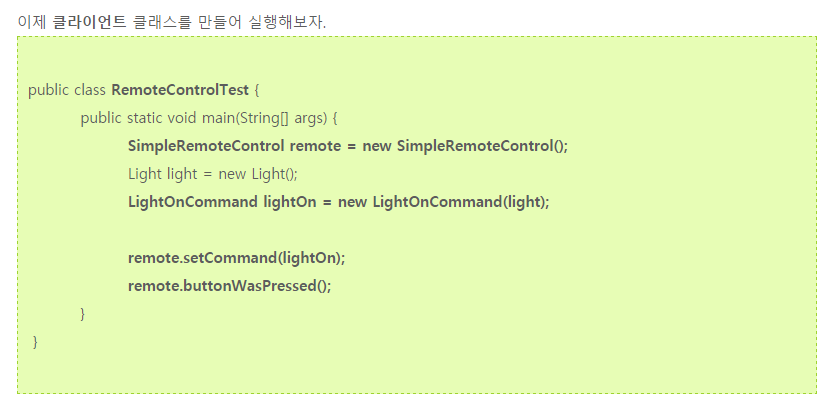 이제 클라이언트 클래스를 만들어 실행해보자.
public class RemoteControlTest {
public static void main(String[] args) {
SimpleRemoteControl remote = new SimpleRemoteControl();
Light light = new Light();
LightOnCommand lightOn = new LightOnCommand(light);
remote.setCommand(lightOn);
remote.buttonWasPressed();
}
}